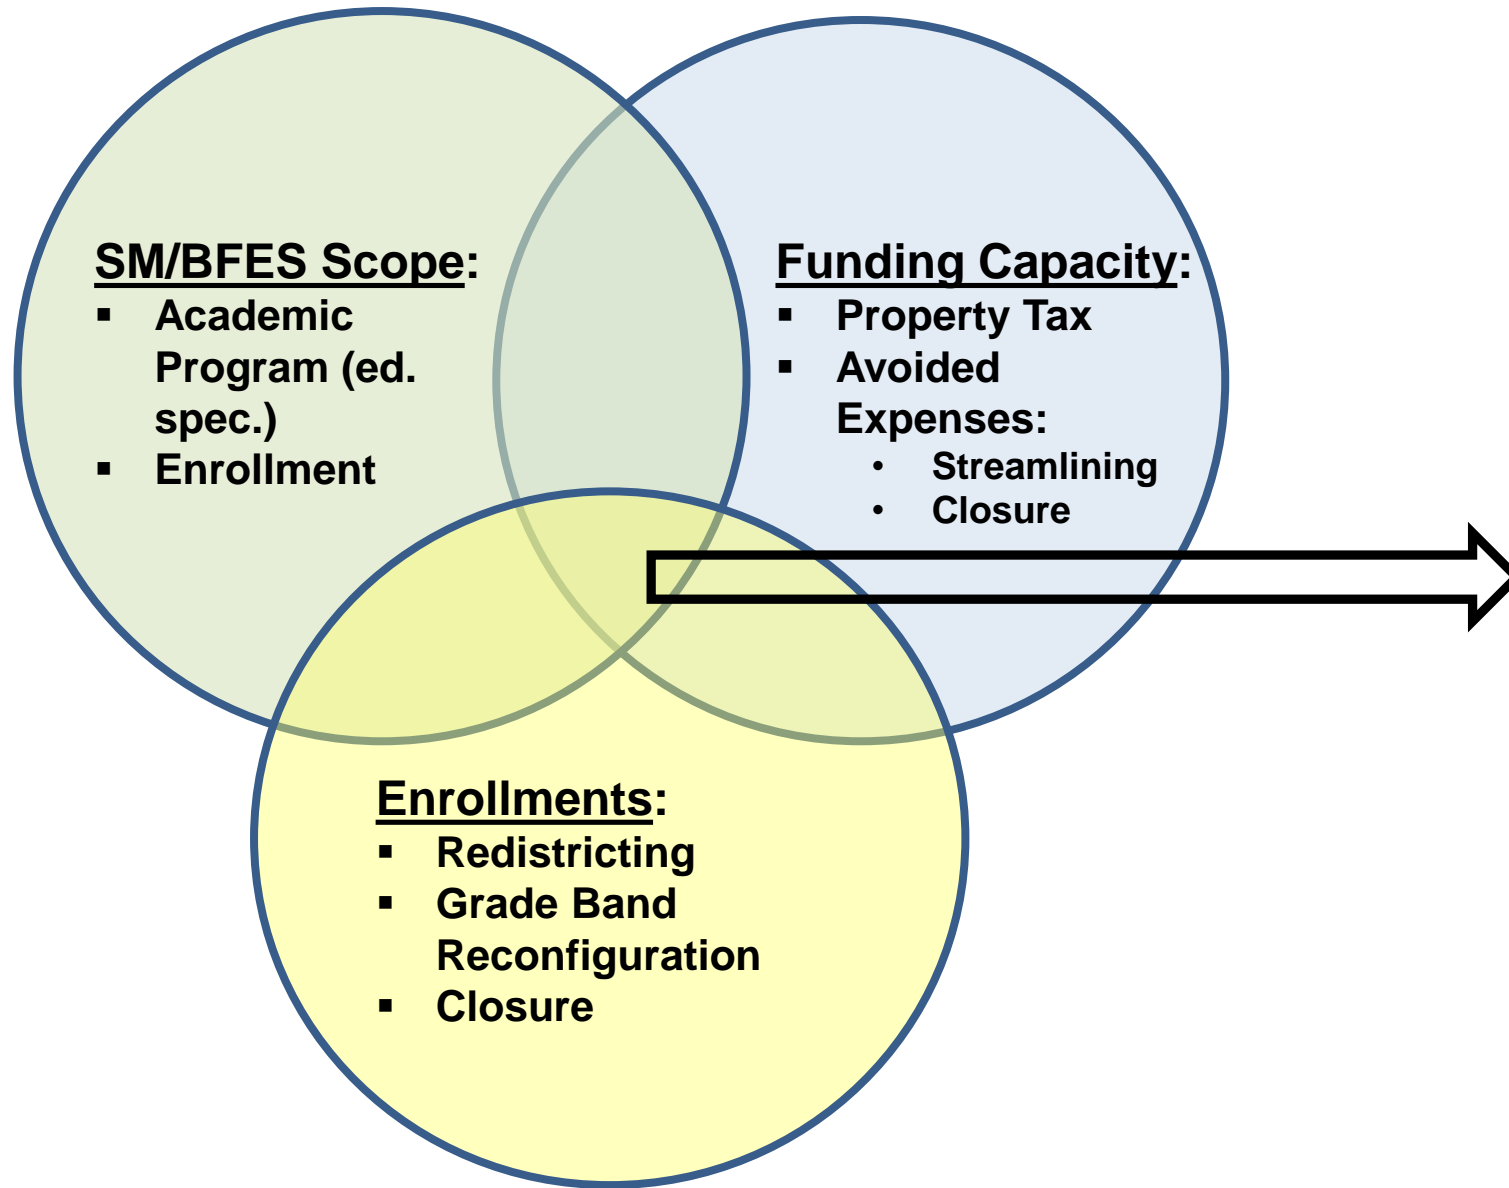 SM/BFES Scope:
▪ Academic
Program (ed.
spec.)
▪ Enrollment
Funding Capacity:
▪ Property Tax
▪ Avoided
Expenses:
• Streamlining
• Closure
Enrollments:
▪ Redistricting
▪ Grade Band
Reconfiguration
▪ Closure